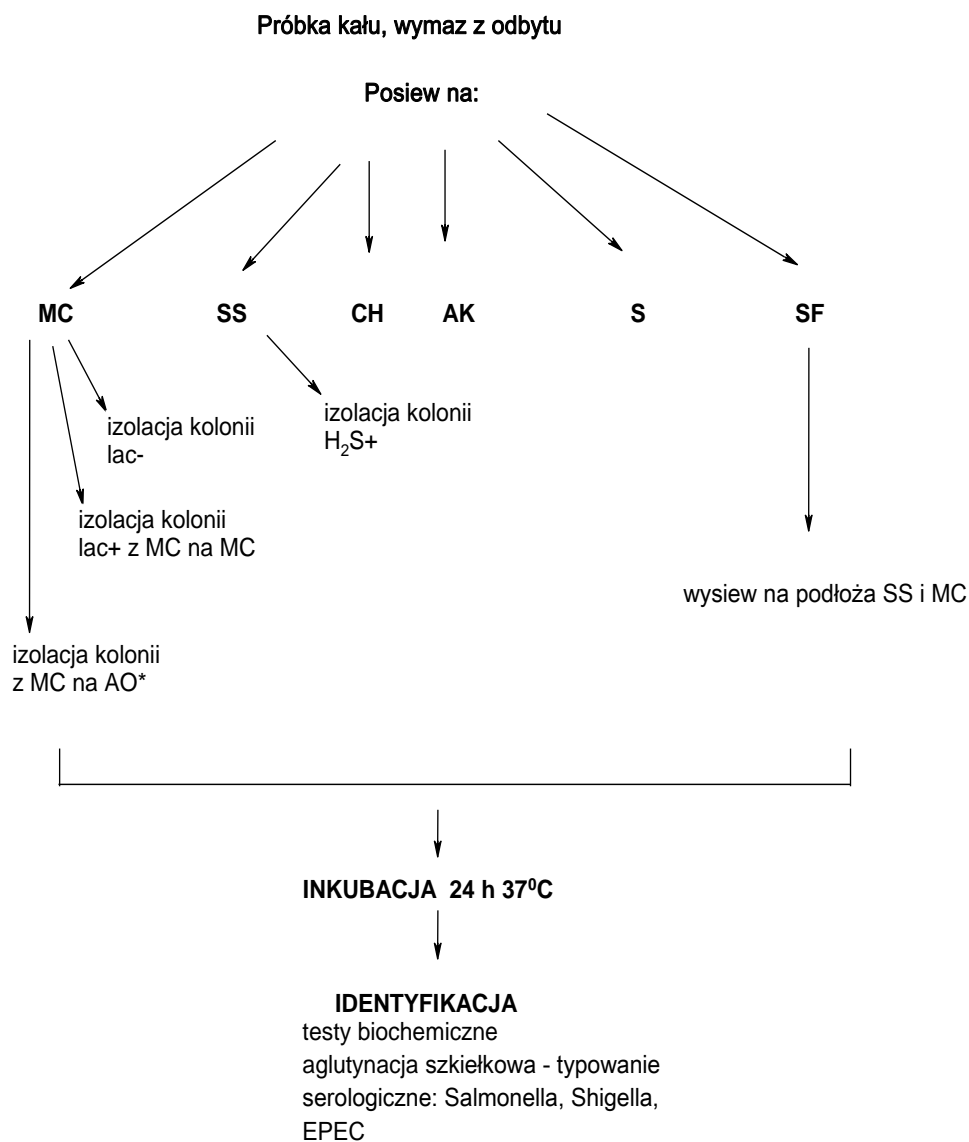 Próbka kału, wymaz z odbytu
Posiew na:
MC SS CH AK S SF
izolacja kolonii
lac-
izolacja kolonii
H₂S+
izolacja kolonii
lac+ z MC na MC
wysiew na podłoża SS i MC
izolacja kolonii
z MC na AO*
INKUBACJA 24 h 37⁰C
IDENTYFIKACJA
testy biochemiczne
aglutynacja szkiełkowa - typowanie
serologiczne: Salmonella, Shigella,
EPEC